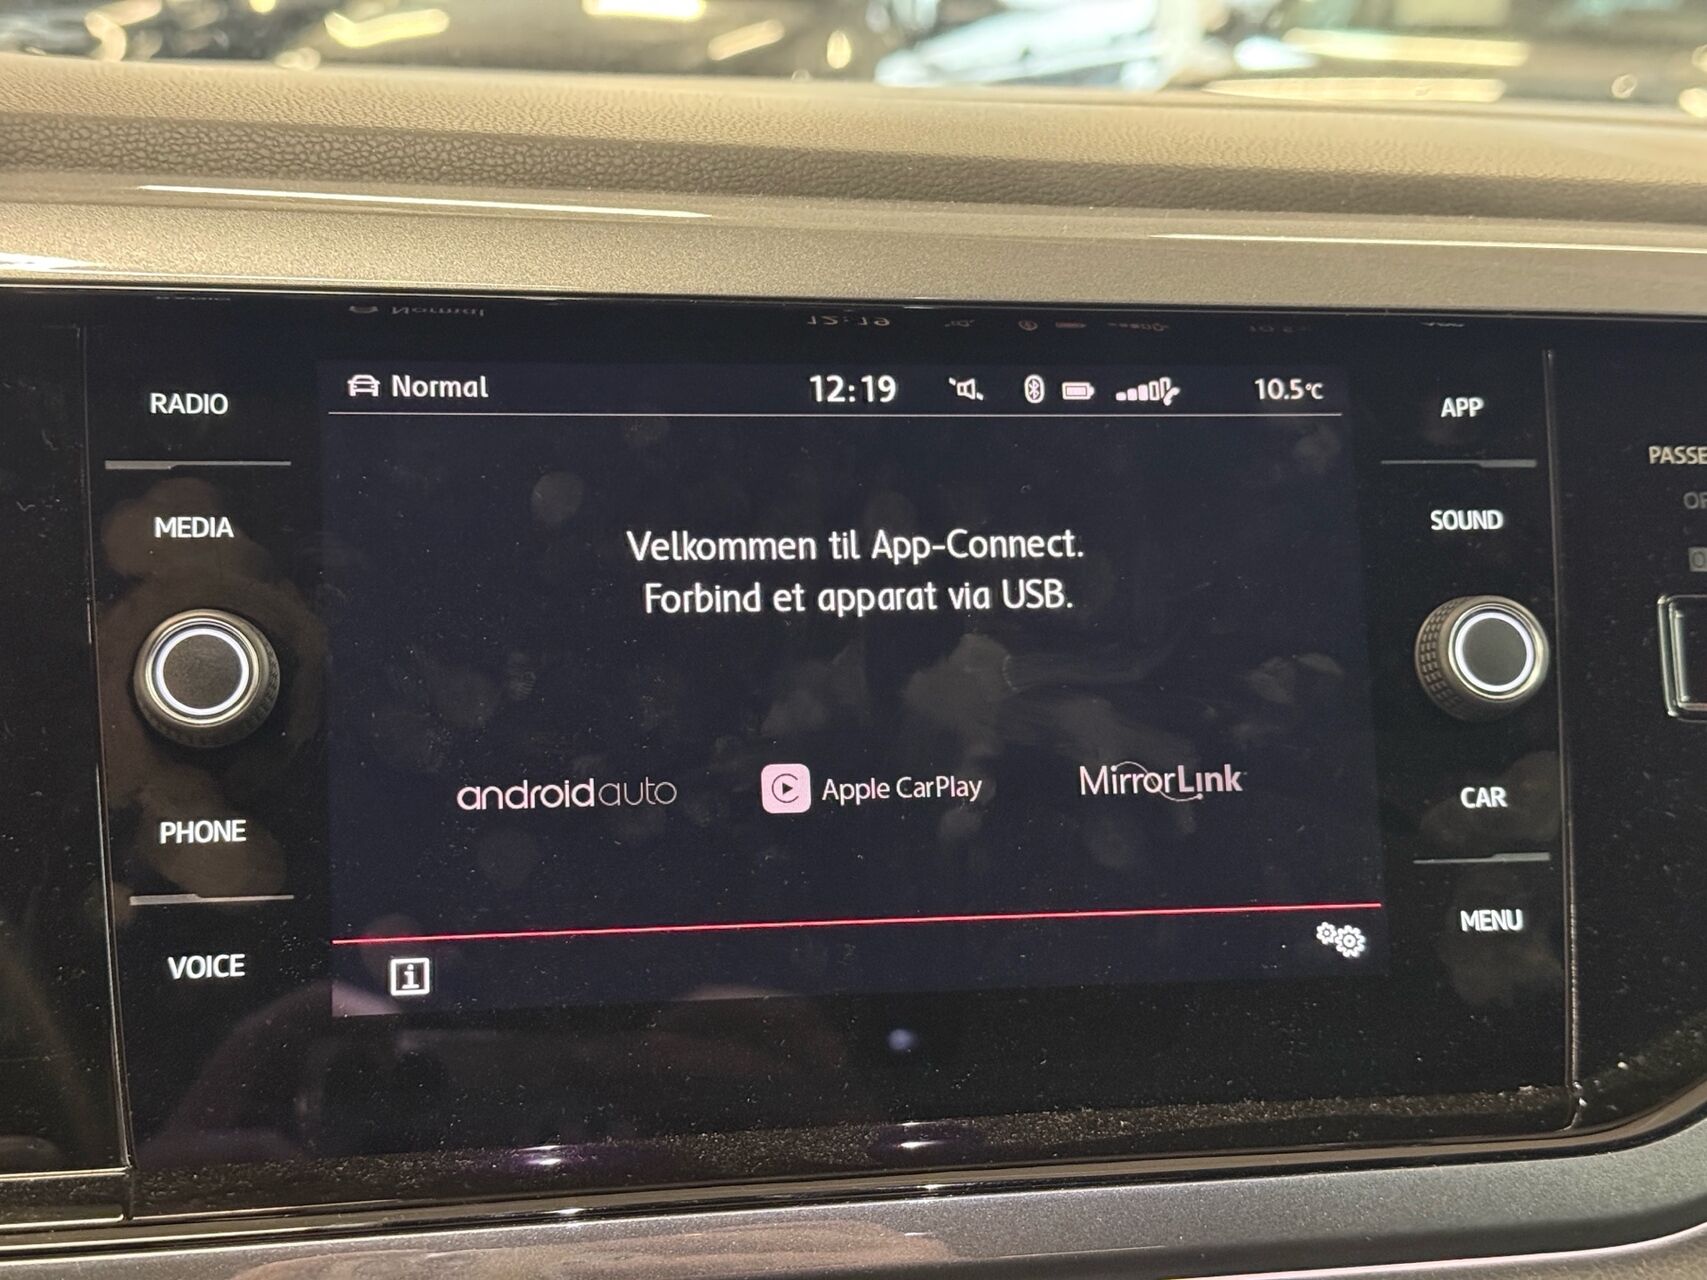 Normal 12:19 10.5°C
RADIO
MEDIA
PHONE
VOICE
Velkommen til App-Connect.
Forbind et apparat via USB.
androidauto Apple CarPlay MirrorLink
APP
SOUND
CAR
MENU